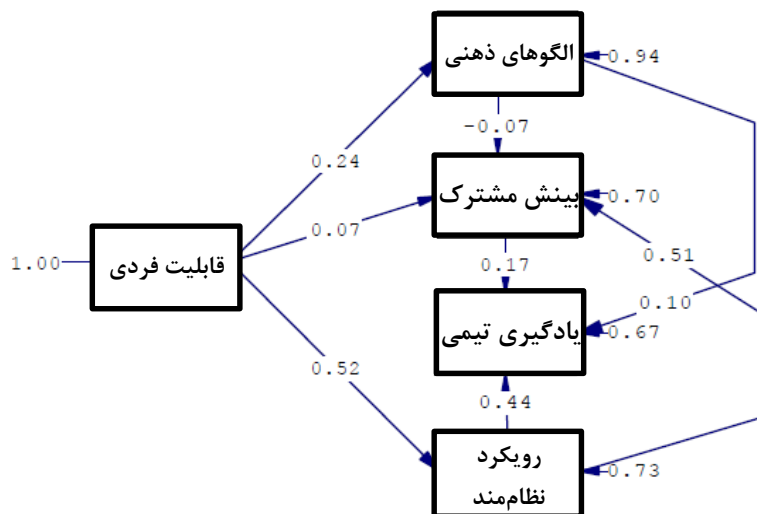 الگوهای ذهنی
0.94
-0.07
0.24
بینش مشترک
0.70
0.07
قابلیت فردی
1.00
0.51
0.17
0.10
یادگیری تیمی
0.67
0.52
0.44
رویکرد
نظام‌مند
0.73